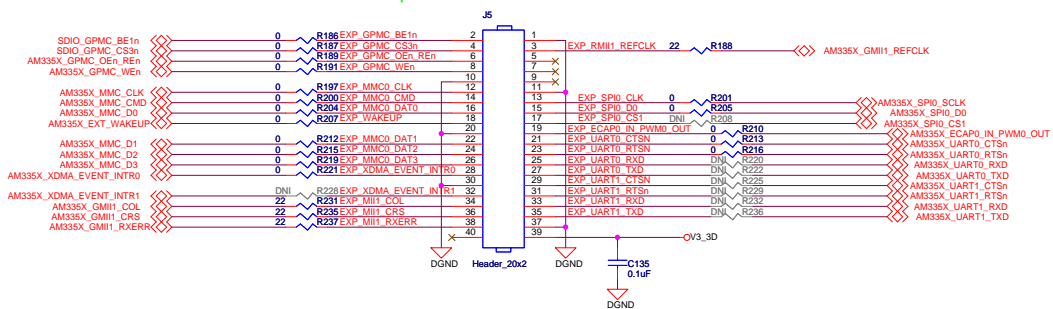 J5
SDIO_GPMC_BE1n 0 R186 EXP_GPMC_BE1n 2 1
SDIO_GPMC_CS3n 0 R187 EXP_GPMC_CS3n 4 3 EXP_RMII1_REFCLK 22 R188 AM335X_GMII1_REFCLK
AM335X_GPMC_OEn_REn 0 R189 EXP_GPMC_OEn_REn 6 5
AM335X_GPMC_WEn 0 R191 EXP_GPMC_WEn 8 7
10 9
AM335X_MMC_CLK 0 R197 EXP_MMC0_CLK 12 11
AM335X_MMC_CMD 0 R200 EXP_MMC0_CMD 14 13 EXP_SPI0_CLK 0 R201 AM335X_SPI0_SCLK
AM335X_MMC_D0 0 R204 EXP_MMC0_DAT0 16 15 EXP_SPI0_D0 0 R205 AM335X_SPI0_D0
AM335X_EXT_WAKEUP 0 R207 EXP_WAKEUP 18 17 EXP_SPI0_CS1 DNI R208 AM335X_SPI0_CS1
20 19 EXP_ECAP0_IN_PWM0_OUT 0 R210 AM335X_ECAP0_IN_PWM0_OUT
AM335X_MMC_D1 0 R212 EXP_MMC0_DAT1 22 21 EXP_UART0_CTSN 0 R213 AM335X_UART0_CTSn
AM335X_MMC_D2 0 R215 EXP_MMC0_DAT2 24 23 EXP_UART0_RTSN 0 R216 AM335X_UART0_RTSn
AM335X_MMC_D3 0 R219 EXP_MMC0_DAT3 26 25 EXP_UART0_RXD DNI R220 AM335X_UART0_RXD
AM335X_XDMA_EVENT_INTR0 0 R221 EXP_XDMA_EVENT_INTR0 28 27 EXP_UART0_TXD DNI R222 AM335X_UART0_TXD
30 29 EXP_UART1_CTSn DNI R225 AM335X_UART1_CTSn
AM335X_XDMA_EVENT_INTR1 DNI R228 EXP_XDMA_EVENT_INTR1 32 31 EXP_UART1_RTSn DNI R229 AM335X_UART1_RTSn
AM335X_GMII1_COL 22 R231 EXP_MII1_COL 34 33 EXP_UART1_RXD DNI R232 AM335X_UART1_RXD
AM335X_GMII1_CRS 22 R235 EXP_MII1_CRS 36 35 EXP_UART1_TXD DNI R236 AM335X_UART1_TXD
AM335X_GMII1_RXERR 22 R237 EXP_MII1_RXERR 38 37
40 39 V3_3D
DGND Header_20x2 DGND C135
0.1uF
DGND